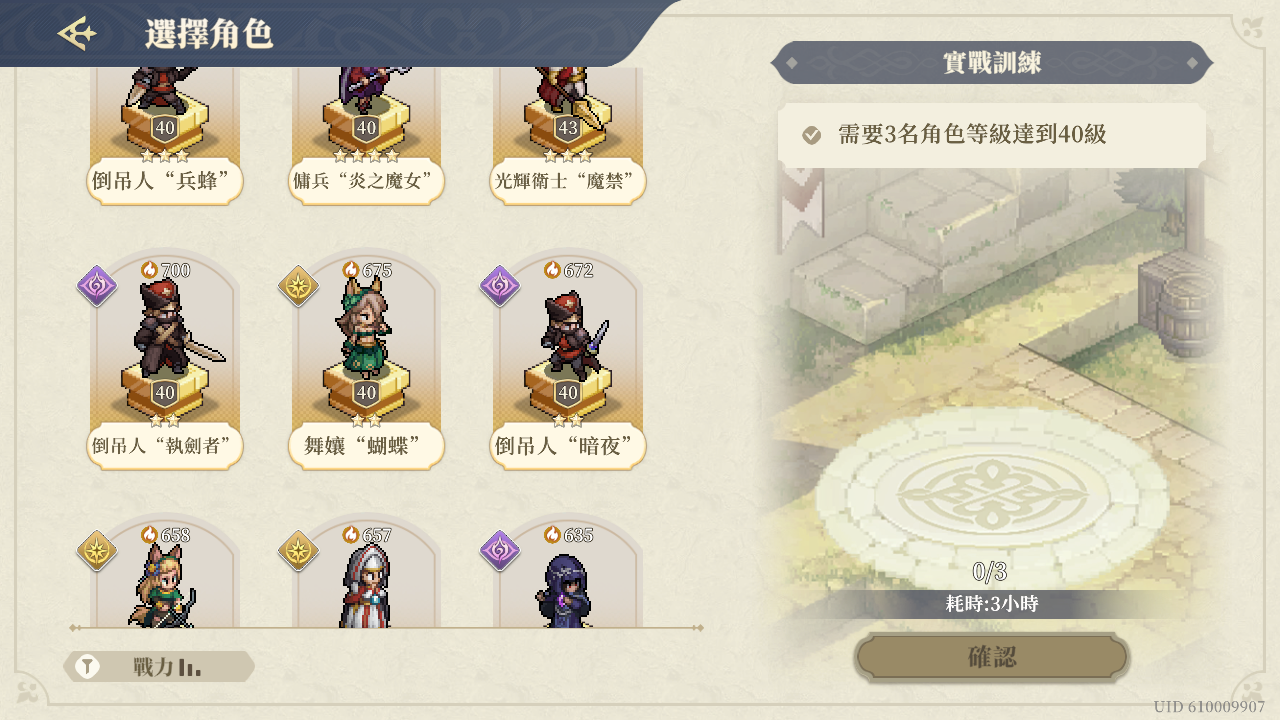 選擇角色
實戰訓練
需要3名角色等級達到40級
40
40
43
倒吊人“兵蜂”
傭兵“炎之魔女”
光輝衛士“魔禁”
700
675
672
40
40
40
倒吊人“執劍者”
舞孃“蝴蝶”
倒吊人“暗夜”
658
657
635
0/3
耗時:3小時
戰力
確認
UID 610009907